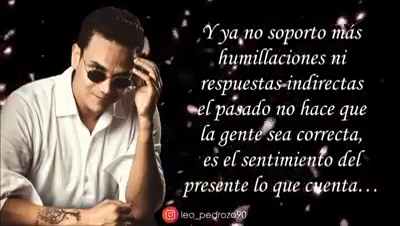 Y ya no soporto más
humillaciones ni
respuestas indirectas
el pasado no hace que
la gente sea correcta,
es el sentimiento del
presente lo que cuenta...
leo_pedrozo90